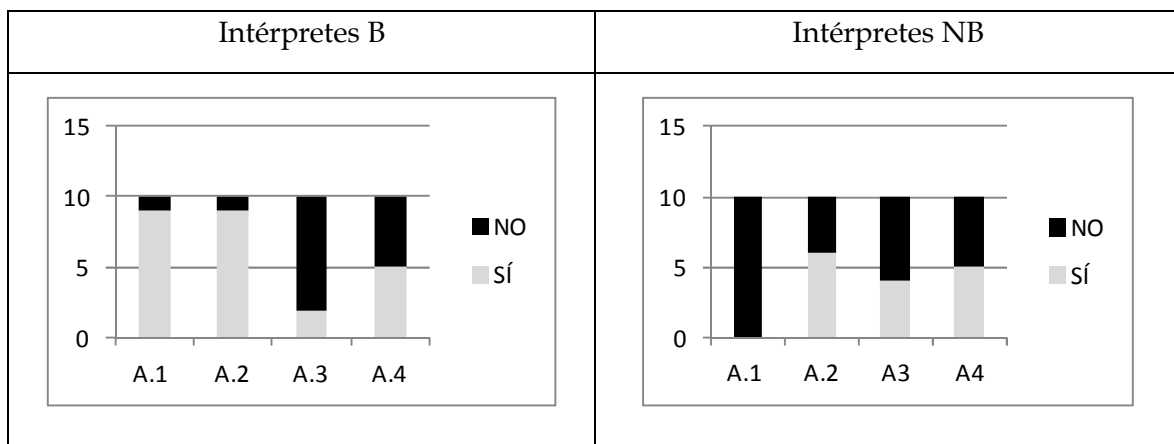 Intérpretes B
Intérpretes NB
15
10
5
0
A.1 A.2 A.3 A.4
NO
SÍ
15
10
5
0
A.1 A.2 A3 A4
NO
SÍ